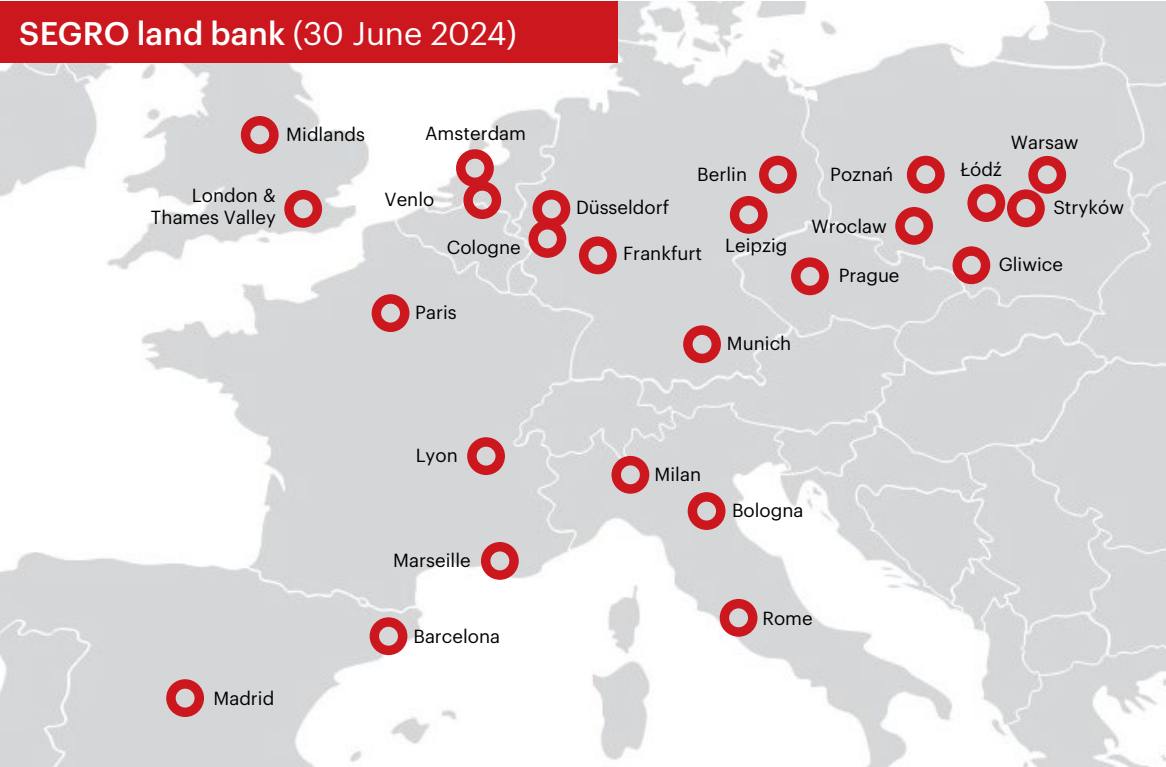 SEGRO land bank (30 June 2024)
Midlands
Amsterdam
Warsaw
London &
Thames Valley
Venlo
Düsseldorf
Cologne
Frankfurt
Berlin
Leipzig
Poznań
Łódź
Stryków
Wroclaw
Gliwice
Prague
Paris
Munich
Lyon
Milan
Bologna
Marseille
Barcelona
Rome
Madrid